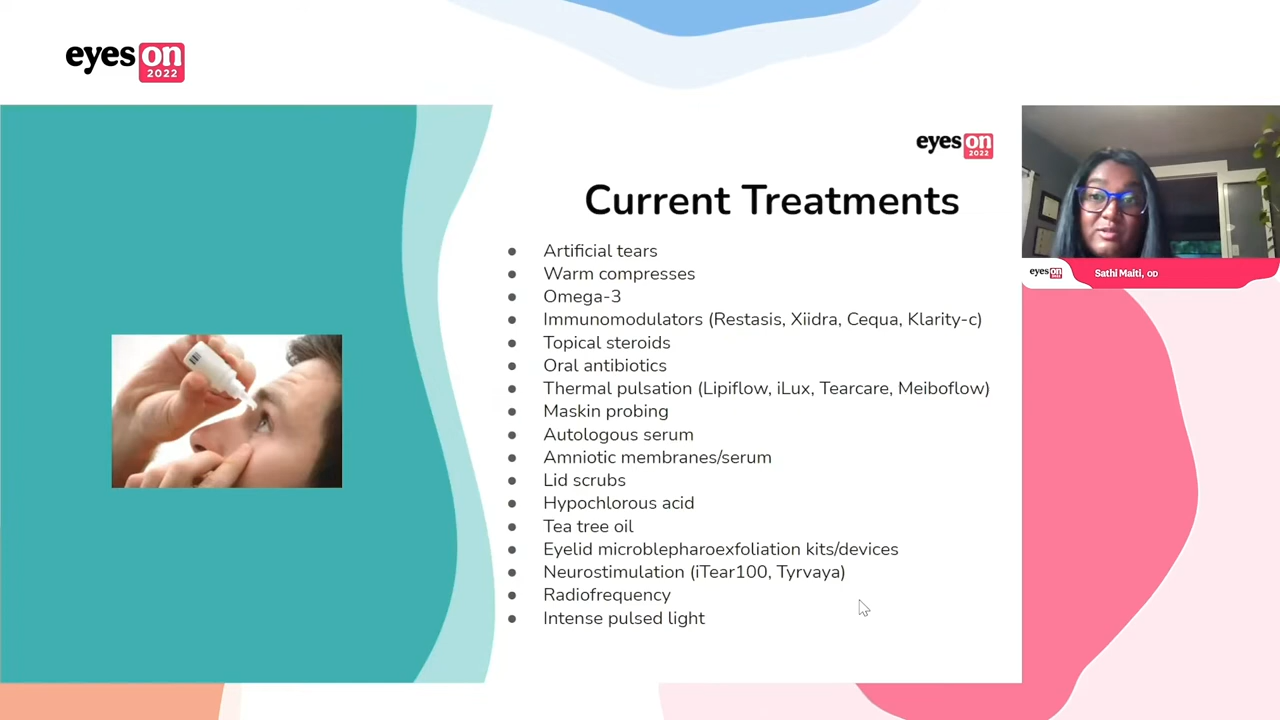 eyes on
2022
eyes on
2022
Current Treatments
Artificial tears
Warm compresses
Omega-3
Immunomodulators (Restasis, Xiidra, Cequa, Klarity-c)
Topical steroids
Oral antibiotics
Thermal pulsation (Lipiflow, iLux, Tearcare, Meiboflow)
Maskin probing
Autologous serum
Amniotic membranes/serum
Lid scrubs
Hypochlorous acid
Tea tree oil
Eyelid microblepharoexfoliation kits/devices
Neurostimulation (iTear100, Tyrvaya)
Radiofrequency
Intense pulsed light
eyes on
Sathi Maiti, OD